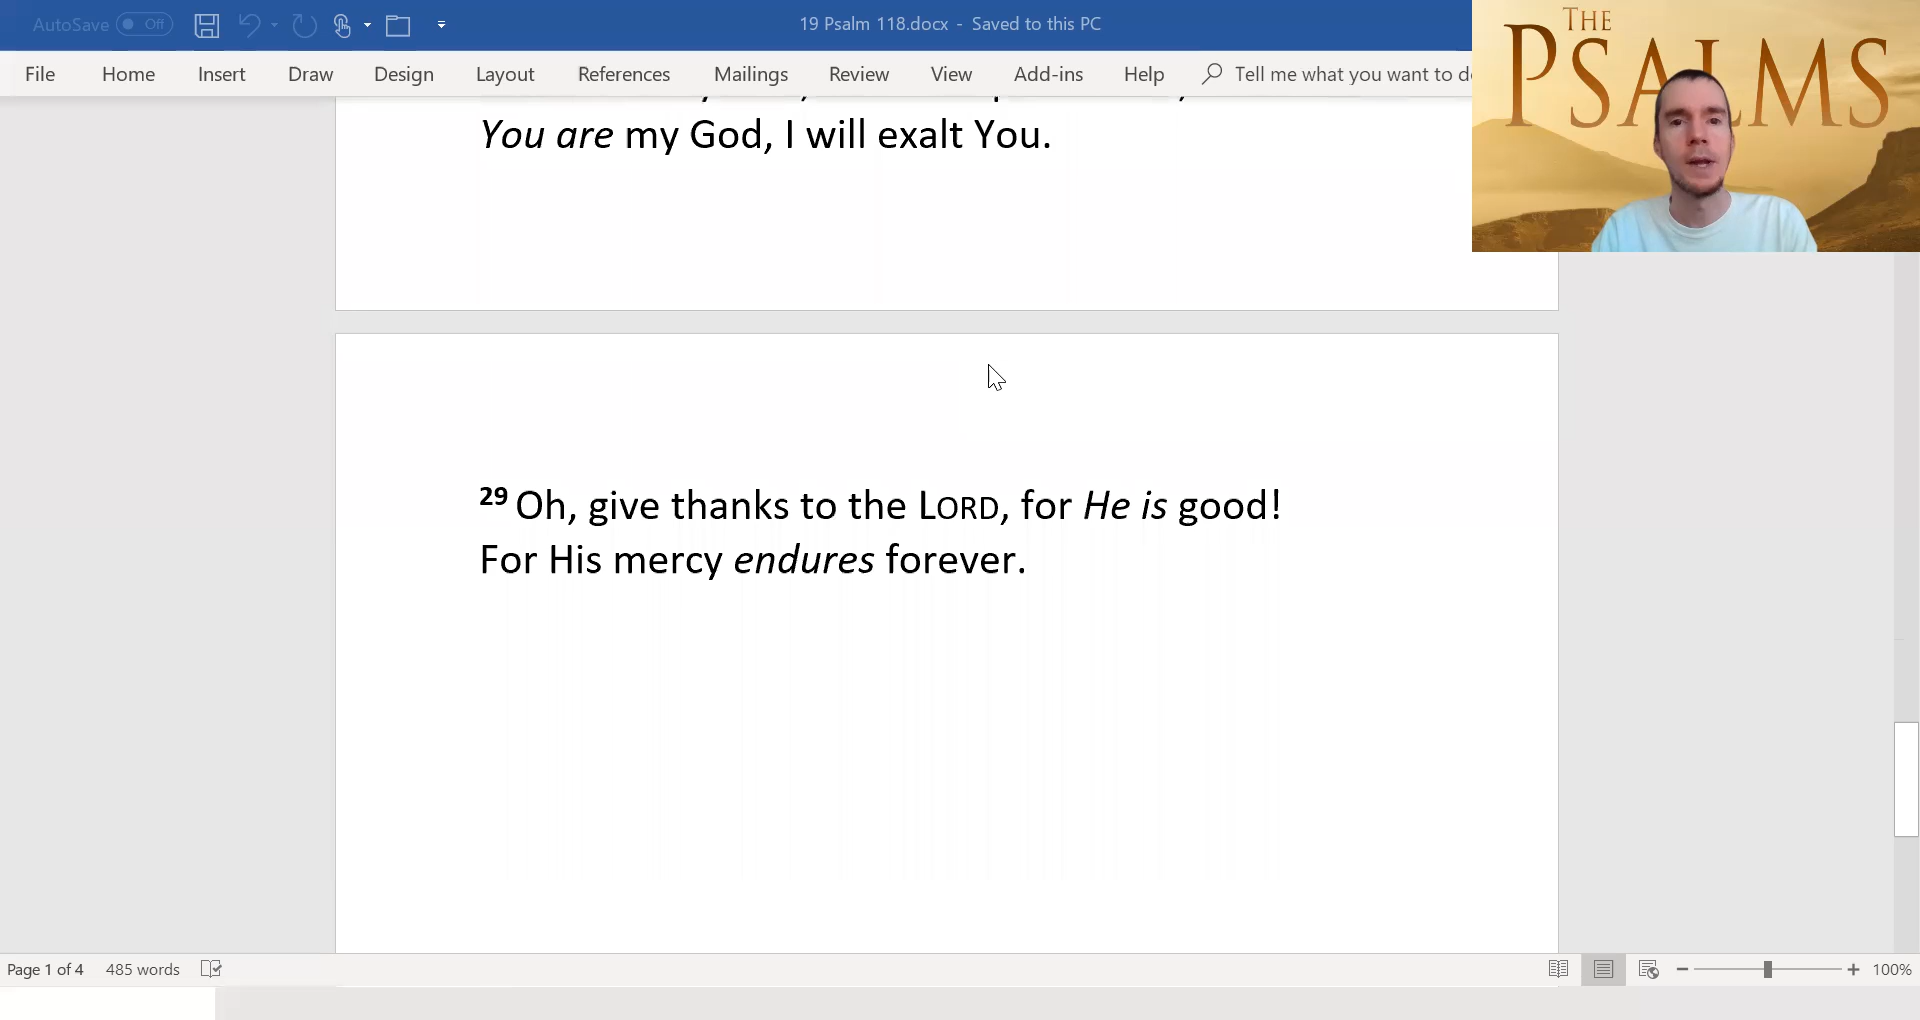 AutoSave Off
19 Psalm 118.docx - Saved to this PC
File Home Insert Draw Design Layout References Mailings Review View Add-ins Help Tell me what you want to do
THE
PSALMS
You are my God, I will exalt You.
29 Oh, give thanks to the LORD, for He is good!
For His mercy endures forever.
Page 1 of 4 485 words
100%